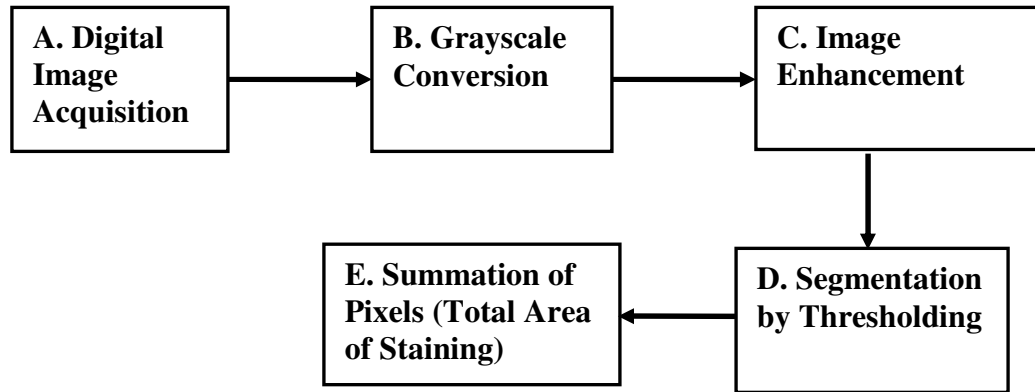 A. Digital
Image
Acquisition
B. Grayscale
Conversion
C. Image
Enhancement
D. Segmentation
by Thresholding
E. Summation of
Pixels (Total Area
of Staining)